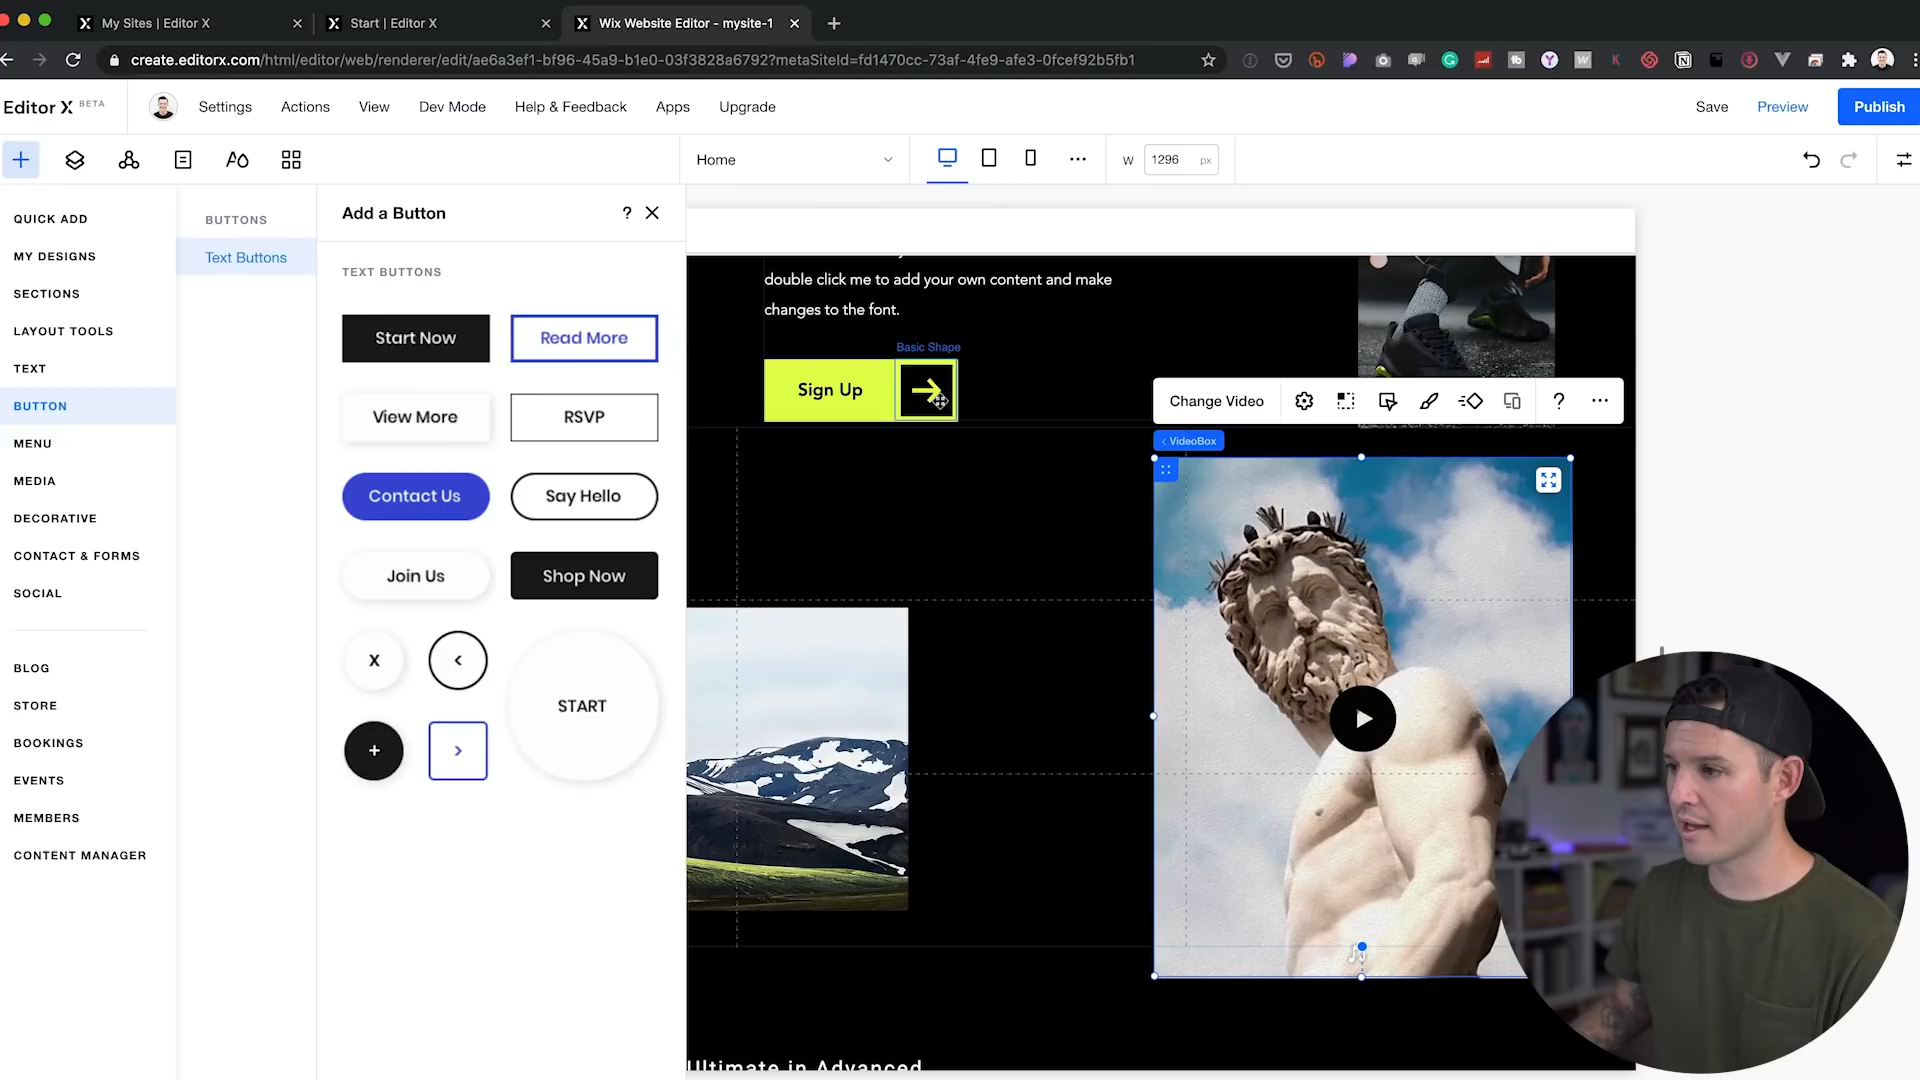 My Sites | Editor X
Start | Editor X
Wix Website Editor - mysite-1
create.editorx.com/html/editor/web/renderer/edit/ae6a3ef1-bf96-45a9-b1e0-03f3828a6792?metaSiteId=fd1470cc-73af-4fe9-afe3-0fcef92b5fb1
Editor X BETA
Settings
Actions
View
Dev Mode
Help & Feedback
Apps
Upgrade
Save
Preview
Publish
Home
W
1296
px
QUICK ADD
MY DESIGNS
SECTIONS
LAYOUT TOOLS
TEXT
BUTTON
MENU
MEDIA
DECORATIVE
CONTACT & FORMS
SOCIAL
BLOG
STORE
BOOKINGS
EVENTS
MEMBERS
CONTENT MANAGER
BUTTONS
Text Buttons
Add a Button
?
TEXT BUTTONS
Start Now
Read More
View More
RSVP
Contact Us
Say Hello
Join Us
Shop Now
X
<
START
+
>
double click me to add your own content and make
changes to the font.
Basic Shape
Sign Up
Change Video
?
< VideoBox
Ultimate in Advanced